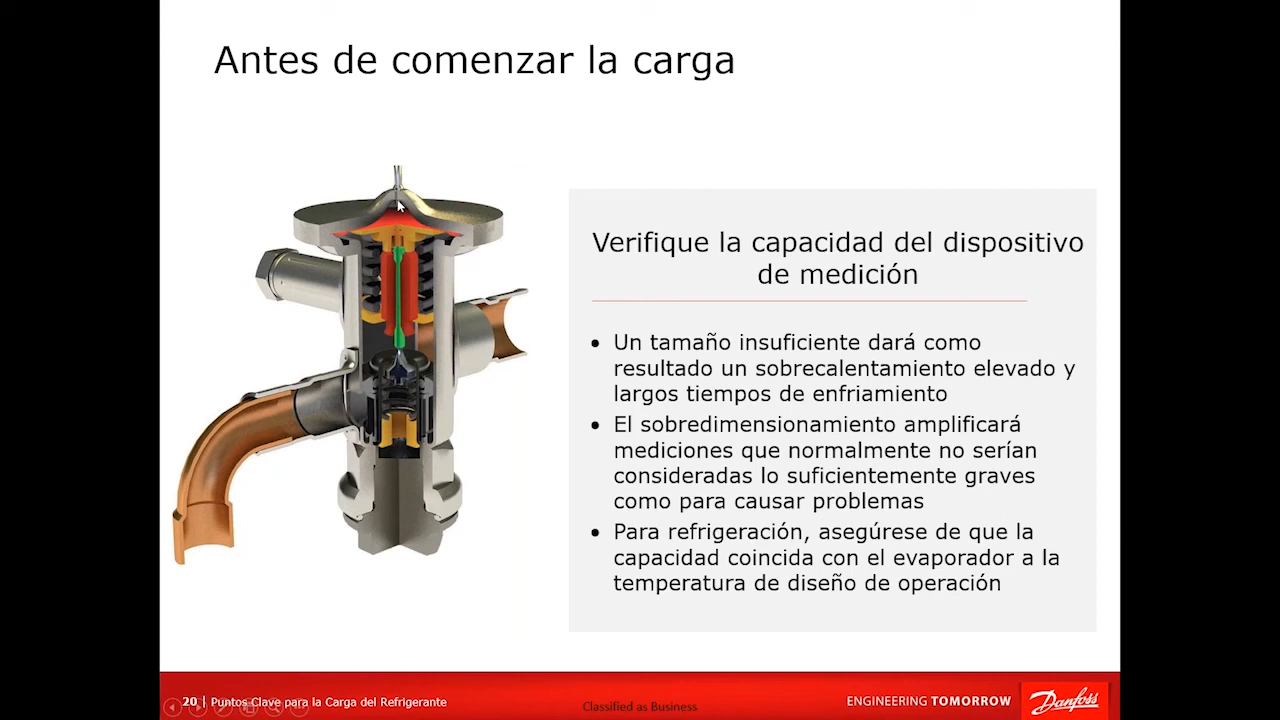 Antes de comenzar la carga
Verifique la capacidad del dispositivo
de medición
• Un tamaño insuficiente dará como
resultado un sobrecalentamiento elevado y
largos tiempos de enfriamiento
• El sobredimensionamiento amplificará
mediciones que normalmente no serían
consideradas lo suficientemente graves
como para causar problemas
• Para refrigeración, asegúrese de que la
capacidad coincida con el evaporador a la
temperatura de diseño de operación
20 | Puntos Clave para la Carga del Refrigerante
Classified as Business
ENGINEERING TOMORROW
Danfoss